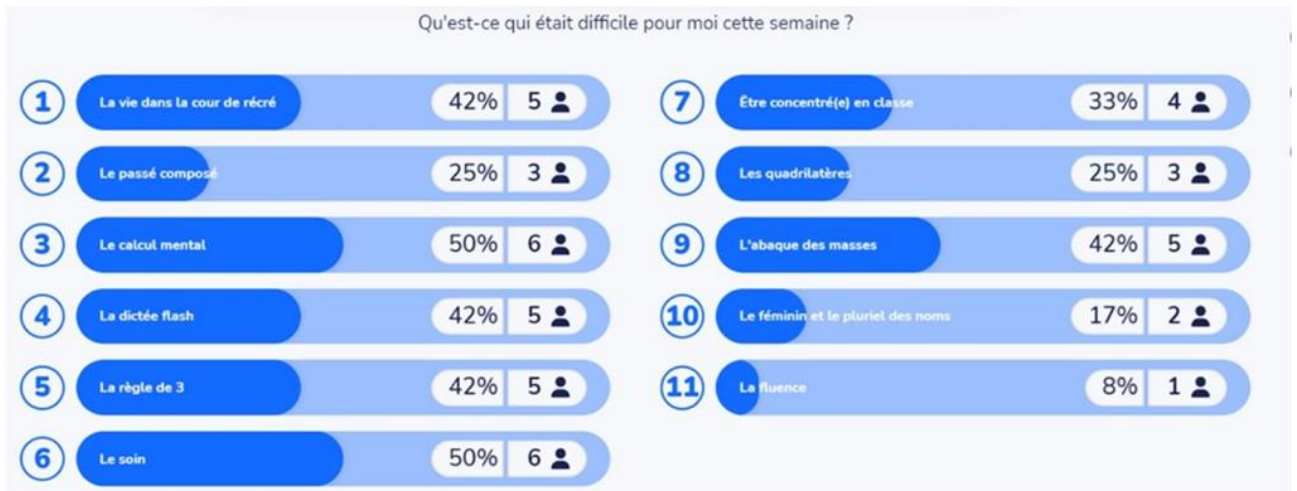 Qu'est-ce qui était difficile pour moi cette semaine ?
1 La vie dans la cour de récré 42% 5
2 Le passé composé 25% 3
3 Le calcul mental 50% 6
4 La dictée flash 42% 5
5 La règle de 3 42% 5
6 Le soin 50% 6
7 Être concentré(e) en classe 33% 4
8 Les quadrilatères 25% 3
9 L'abaque des masses 42% 5
10 Le féminin et le pluriel des noms 17% 2
11 La fluence 8% 1